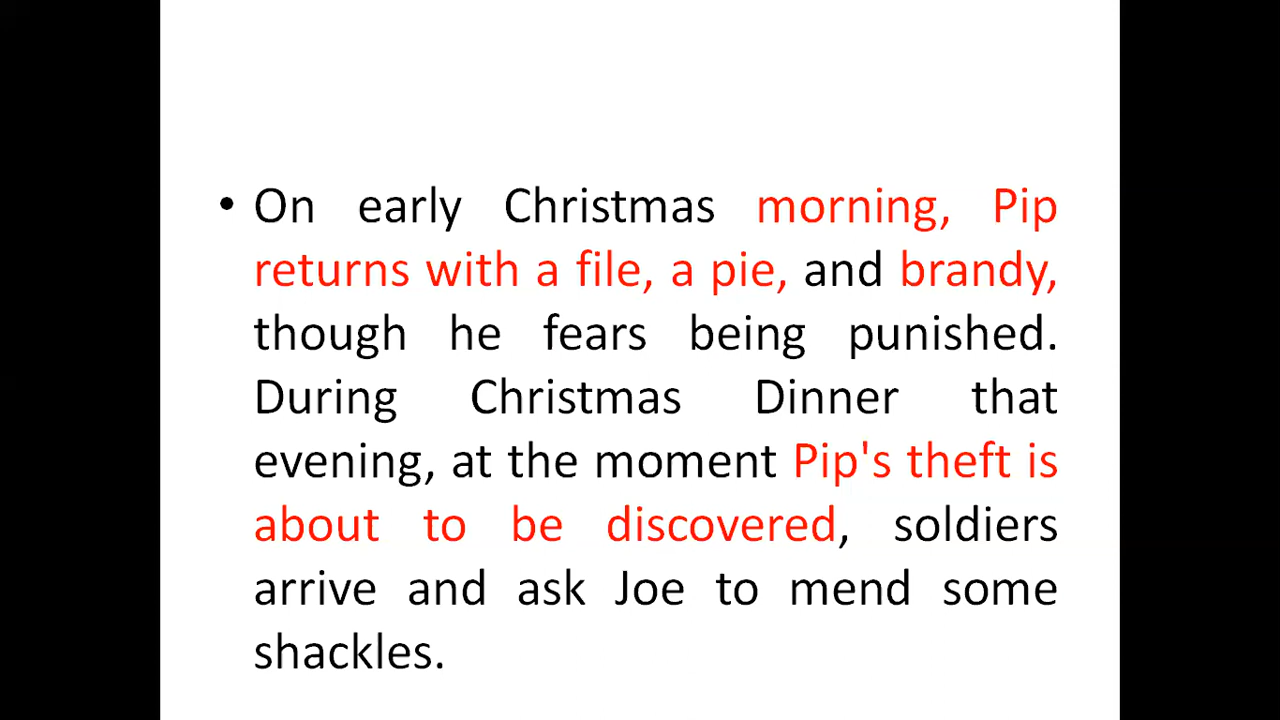 • On early Christmas morning, Pip
returns with a file, a pie, and brandy,
though he fears being punished.
During Christmas Dinner that
evening, at the moment Pip's theft is
about to be discovered, soldiers
arrive and ask Joe to mend some
shackles.